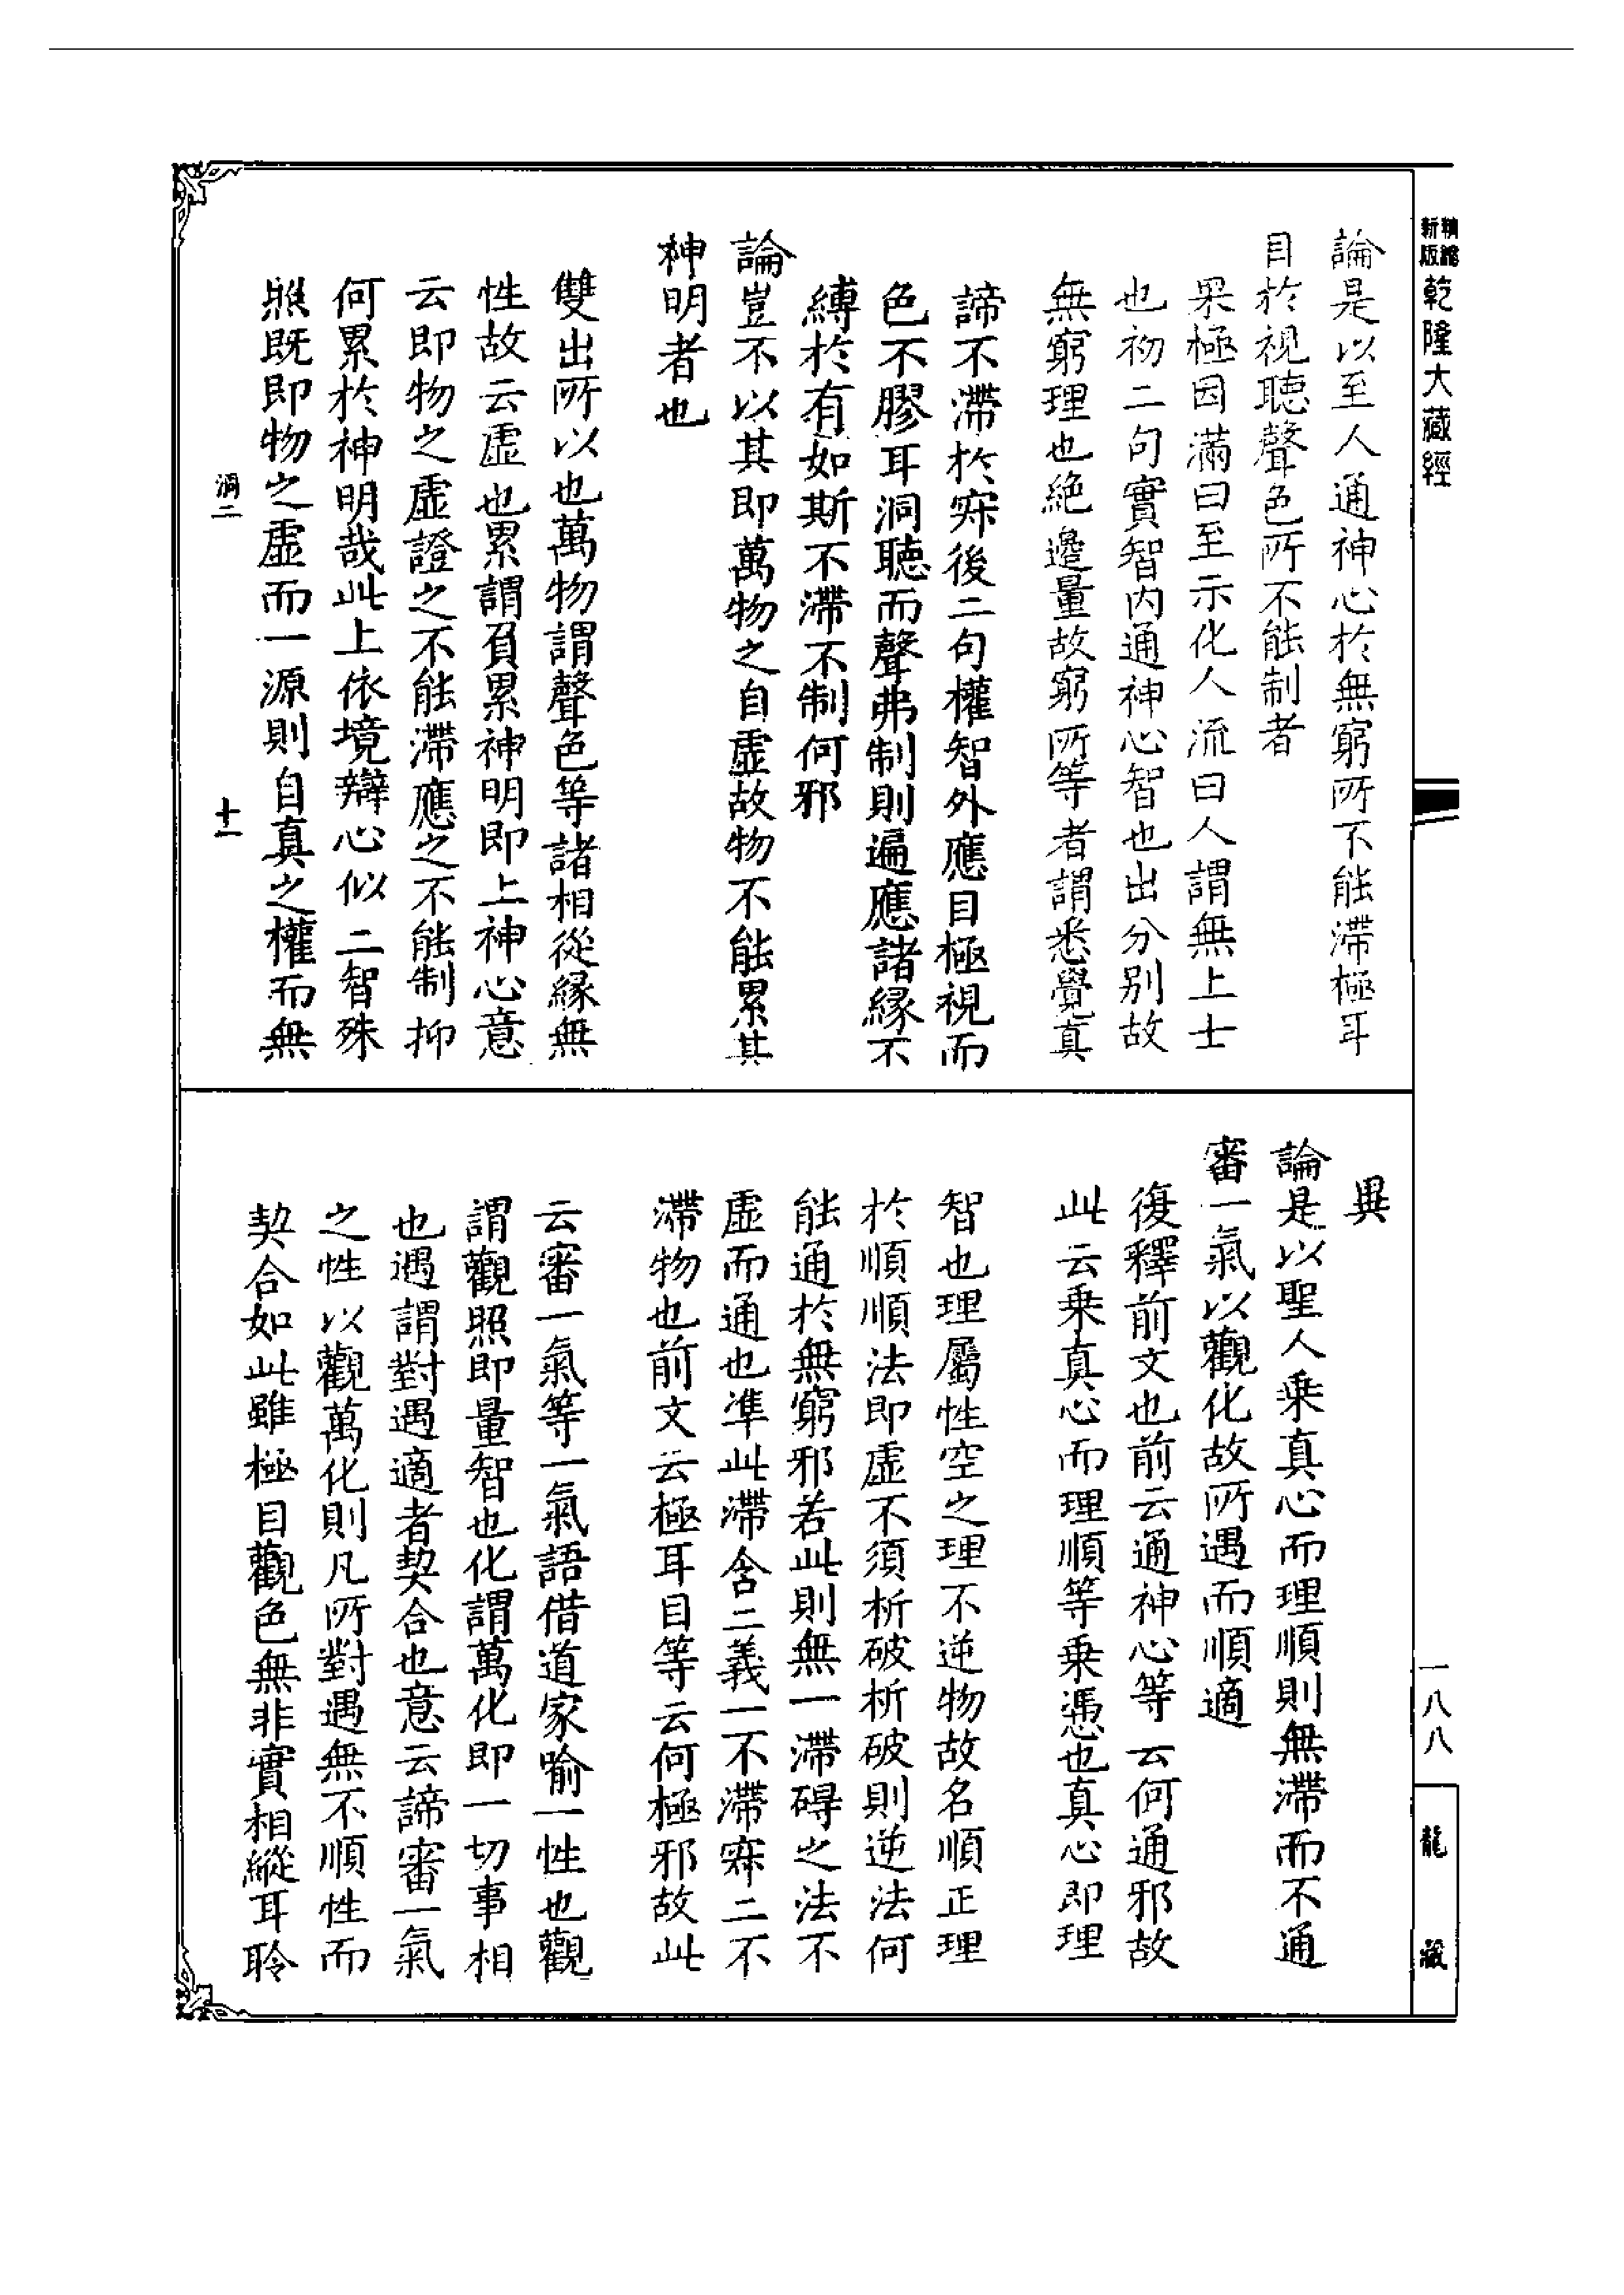 精縮新版乾隆大藏經
論是以至人通神心於無窮所不能滯極耳
目於視聽聲色所不能制者
果極因滿曰至示化人流曰人謂無上士
也初二句實智內通神心智也出分別故
無窮理也絶邊量故窮所等者謂悉覺真
諦不滯於寂後二句權智外應目極視而
色不膠耳洞聽而聲弗制則遍應諸緣不
縛於有如斯不滯不制何邪
論豈不以其即萬物之自虛故物不能累其
神明者也
雙出所以也萬物謂聲色等諸相從緣無
性故云虛也累謂負累神明即上神心意
云即物之虛證之不能滯應之不能制抑
何累於神明哉此上依境辯心似二智殊
照既即物之虛而一源則自真之權而無
洞二
十一
異
論是以聖人乘真心而理順則無滯而不通
審一氣以觀化故所遇而順適
復釋前文也前云通神心等云何通邪故
此云乘真心而理順等乘憑也真心即理
智也理屬性空之理不逆物故名順正理
於順順法即虛不須析破析破則逆法何
能通於無窮邪若此則無一滯碍之法不
虛而通也準此滯含二義一不滯寂二不
滯物也前文云極耳目等云何極邪故此
云審一氣等一氣語借道家喻一性也觀
謂觀照即量智也化謂萬化即一切事相
也遇謂對遇適者契合也意云諦審一氣
之性以觀萬化則凡所對遇無不順性而
契合如此雖極目觀色無非實相縱耳聆
一八八
龍藏